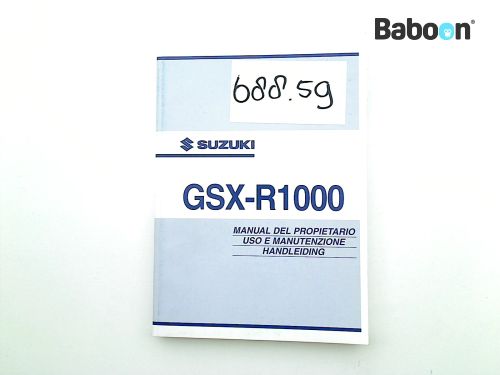 Baboon
688.59
SUZUKI
GSX-R1000
MANUAL DEL PROPIETARIO
USO E MANUTENZIONE
HANDLEIDING